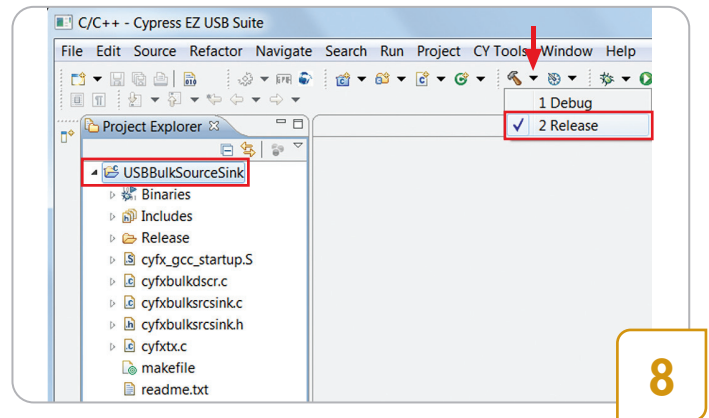 C/C++ - Cypress EZ USB Suite
File Edit Source Refactor Navigate Search Run Project CY Tools Window Help
1 Debug
Project Explorer
2 Release
USBBulkSourceSink
Binaries
Includes
Release
cyfx_gcc_startup.S
cyfxbulkdscr.c
cyfxbulksrcsink.c
cyfxbulksrcsink.h
cyfxtx.c
makefile
readme.txt
8